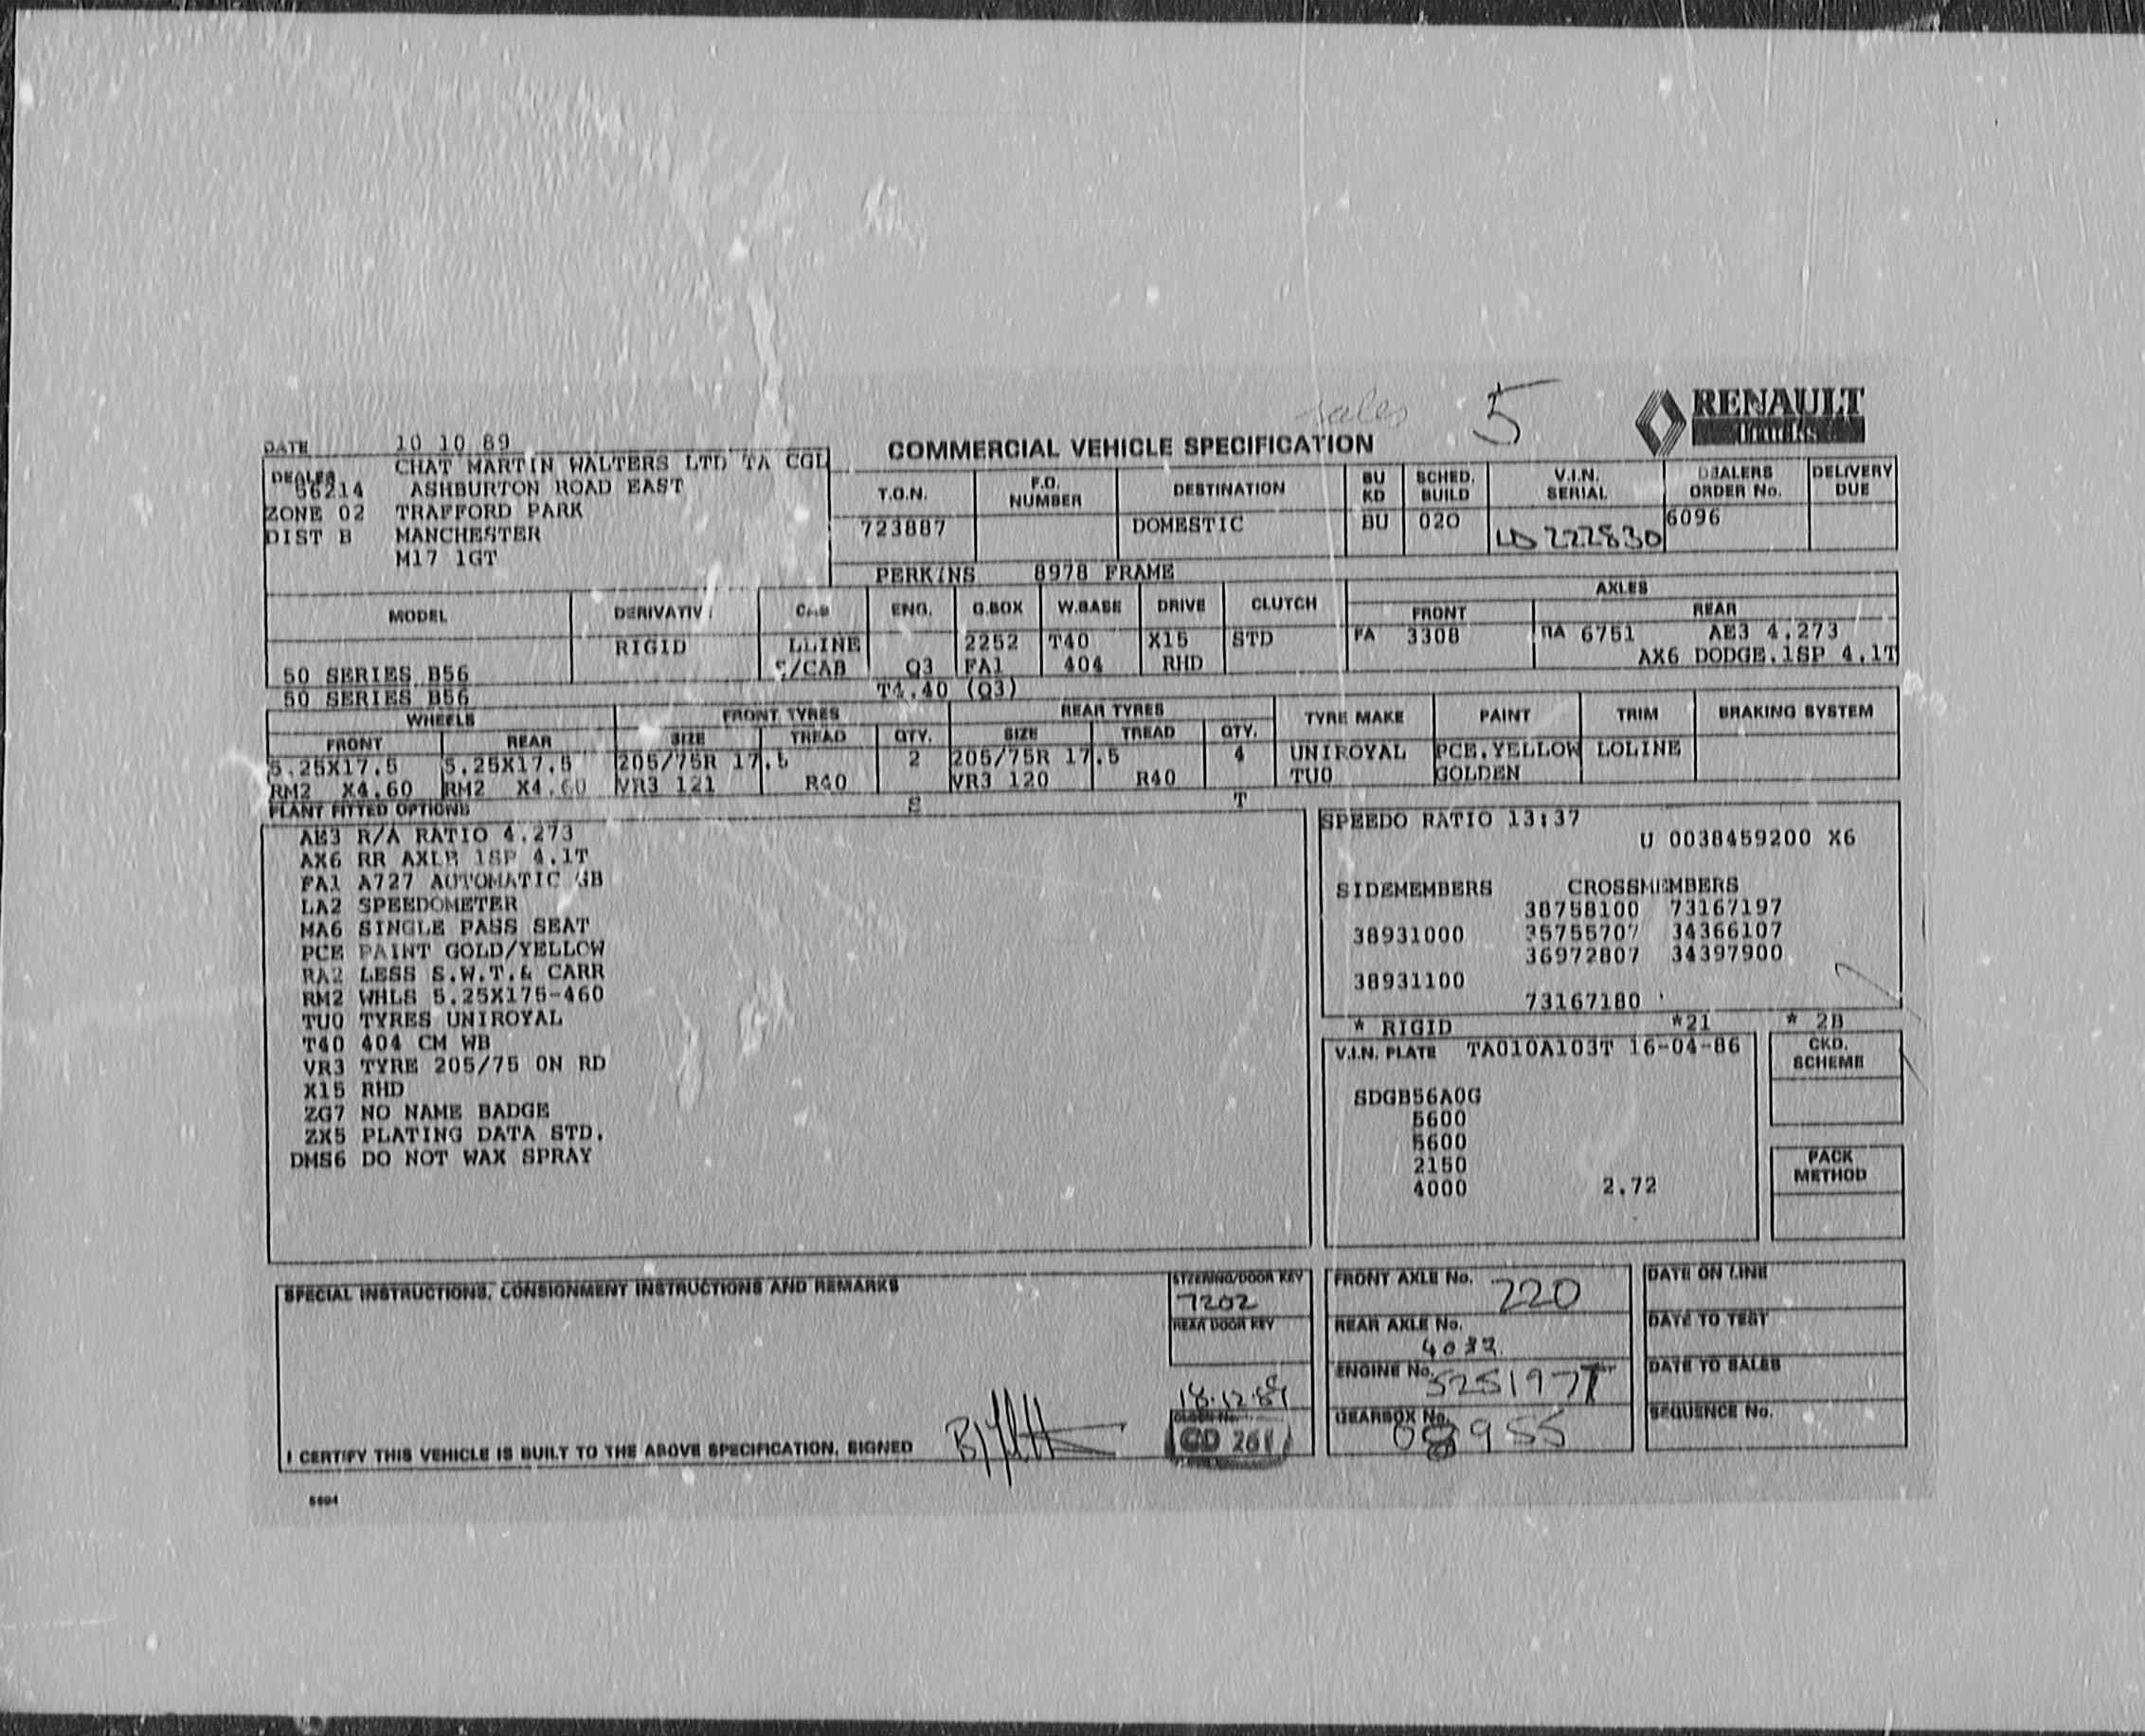 sales 5
RENAULT
Trucks
DATE 10 10 89
COMMERCIAL VEHICLE SPECIFICATION
DEALER CHAT MARTIN WALTERS LTD TA CGL
56214 ASHBURTON ROAD EAST
ZONE 02 TRAFFORD PARK
DIST B MANCHESTER
M17 1GT
T.O.N. F.O. NUMBER DESTINATION BU KD SCHED. BUILD V.I.N. SERIAL DEALERS ORDER No. DELIVERY DUE
723887 DOMESTIC BU 020 LD 222830 6096
PERKINS 8978 FRAME
MODEL DERIVATIV CAB ENG. G.BOX W.BASE DRIVE CLUTCH AXLES
FRONT REAR
RIGID LLINE 2252 T40 X15 STD FA 3308 RA 6751 AE3 4.273
50 SERIES B56 S/CAB Q3 FA1 404 RHD AX6 DODGE.1SP 4.1T
50 SERIES B56 T4.40 (Q3)
WHEELS FRONT TYRES REAR TYRES TYRE MAKE PAINT TRIM BRAKING SYSTEM
FRONT REAR SIZE TREAD QTY. SIZE TREAD QTY.
5.25X17.5 5.25X17.5 205/75R 17.5 2 205/75R 17.5 4 UNIROYAL PCE.YELLOW LOLINE
RM2 X4.60 RM2 X4.60 VR3 121 R40 VR3 120 R40 TU0 GOLDEN
PLANT FITTED OPTIONS S T
AE3 R/A RATIO 4.273
AX6 RR AXLE 1SP 4.1T
FA1 A727 AUTOMATIC GB
LA2 SPEEDOMETER
MA6 SINGLE PASS SEAT
PCE PAINT GOLD/YELLOW
RA2 LESS S.W.T.& CARR
RM2 WHLS 5.25X175-460
TU0 TYRES UNIROYAL
T40 404 CM WB
VR3 TYRE 205/75 ON RD
X15 RHD
ZG7 NO NAME BADGE
ZX5 PLATING DATA STD.
DMS6 DO NOT WAX SPRAY
SPEEDO RATIO 13:37
U 0038459200 X6
SIDEMEMBERS CROSSMEMBERS
38758100 73167197
38931000 35755707 34366107
36972807 34397900
38931100
73167180
* RIGID *21 * 2B
V.I.N. PLATE TA010A103T 16-04-86
CKD. SCHEME
SDGB56A0G
5600
5600
2150
4000 2.72
PACK METHOD
SPECIAL INSTRUCTIONS, CONSIGNMENT INSTRUCTIONS AND REMARKS
STEERING/DOOR KEY
7202
REAR DOOR KEY
18.12.89
GD 261
I CERTIFY THIS VEHICLE IS BUILT TO THE ABOVE SPECIFICATION, SIGNED
FRONT AXLE No. 220
REAR AXLE No.
ENGINE No. 525197T
GEARBOX No. 08955
DATE ON LINE
DATE TO TEST
DATE TO SALES
SEQUENCE No.
5694